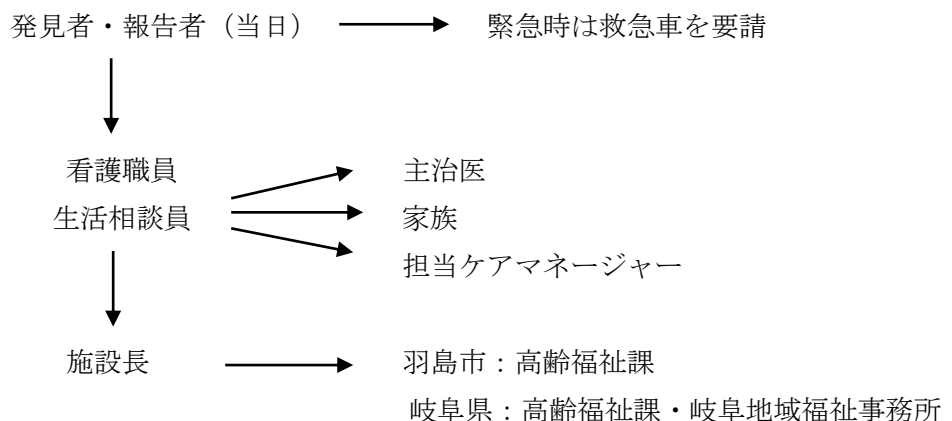 発見者・報告者（当日） 緊急時は救急車を要請
看護職員 主治医
生活相談員 家族
担当ケアマネージャー
施設長 羽島市：高齢福祉課
岐阜県：高齢福祉課・岐阜地域福祉事務所